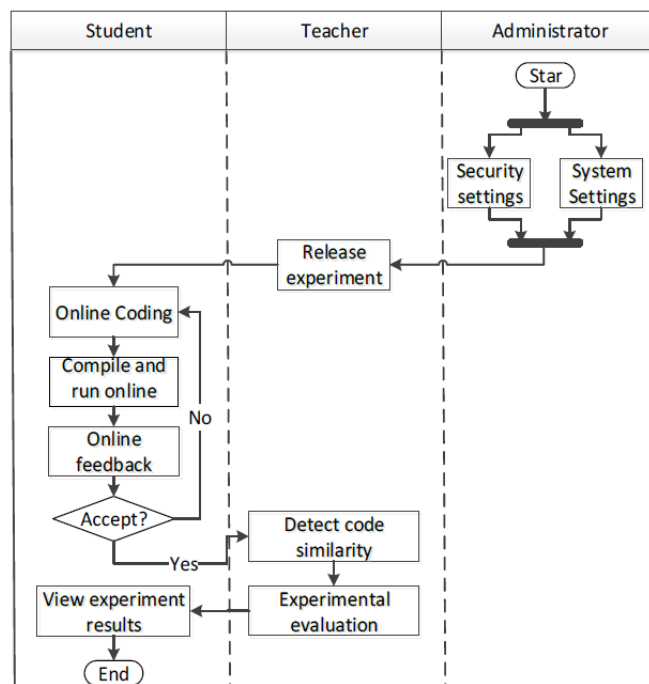 Student
Teacher
Administrator
Star
Security
settings
System
Settings
Release
experiment
Online Coding
Compile and
run online
No
Online
feedback
Accept?
Yes
Detect code
similarity
View experiment
results
Experimental
evaluation
End